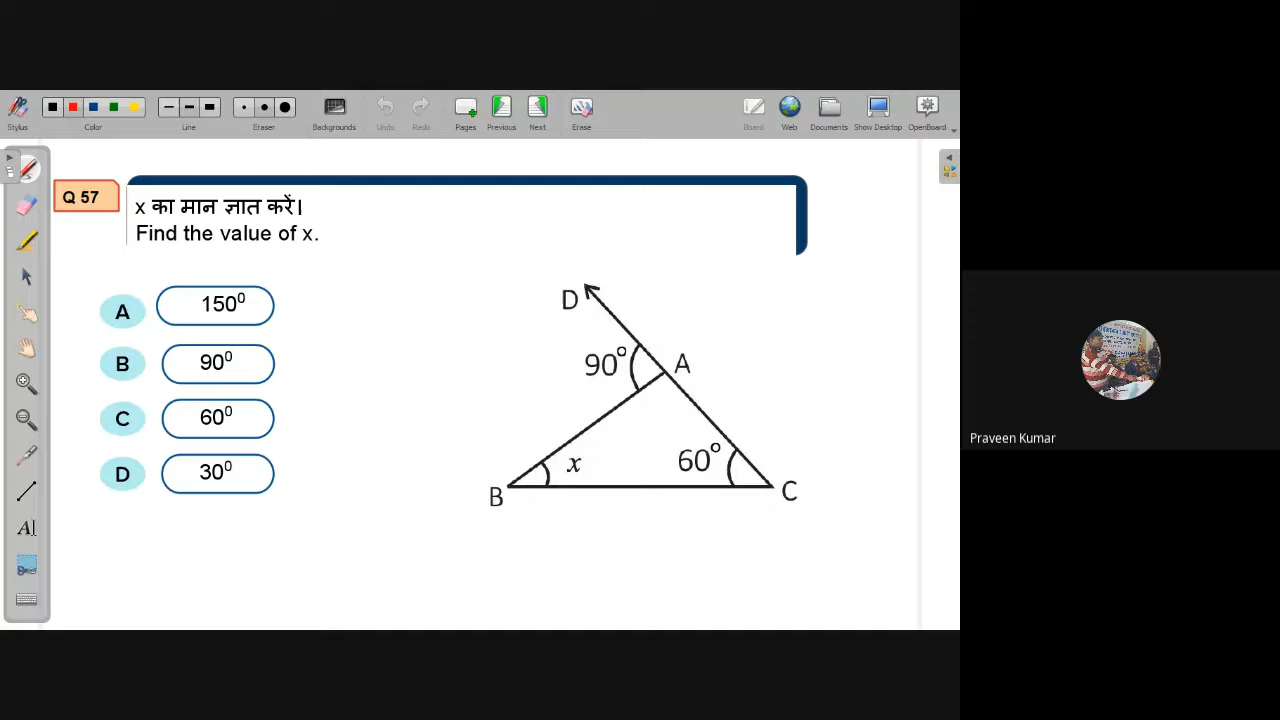 Stylus
Color
Line
Eraser
Backgrounds
Undo
Redo
Pages
Previous
Next
Erase
Board
Web
Documents
Show Desktop
OpenBoard
Q 57
x का मान ज्ञात करें।
Find the value of x.
A 150⁰
B 90⁰
C 60⁰
D 30⁰
D
90°
A
x
60°
B
C
Praveen Kumar